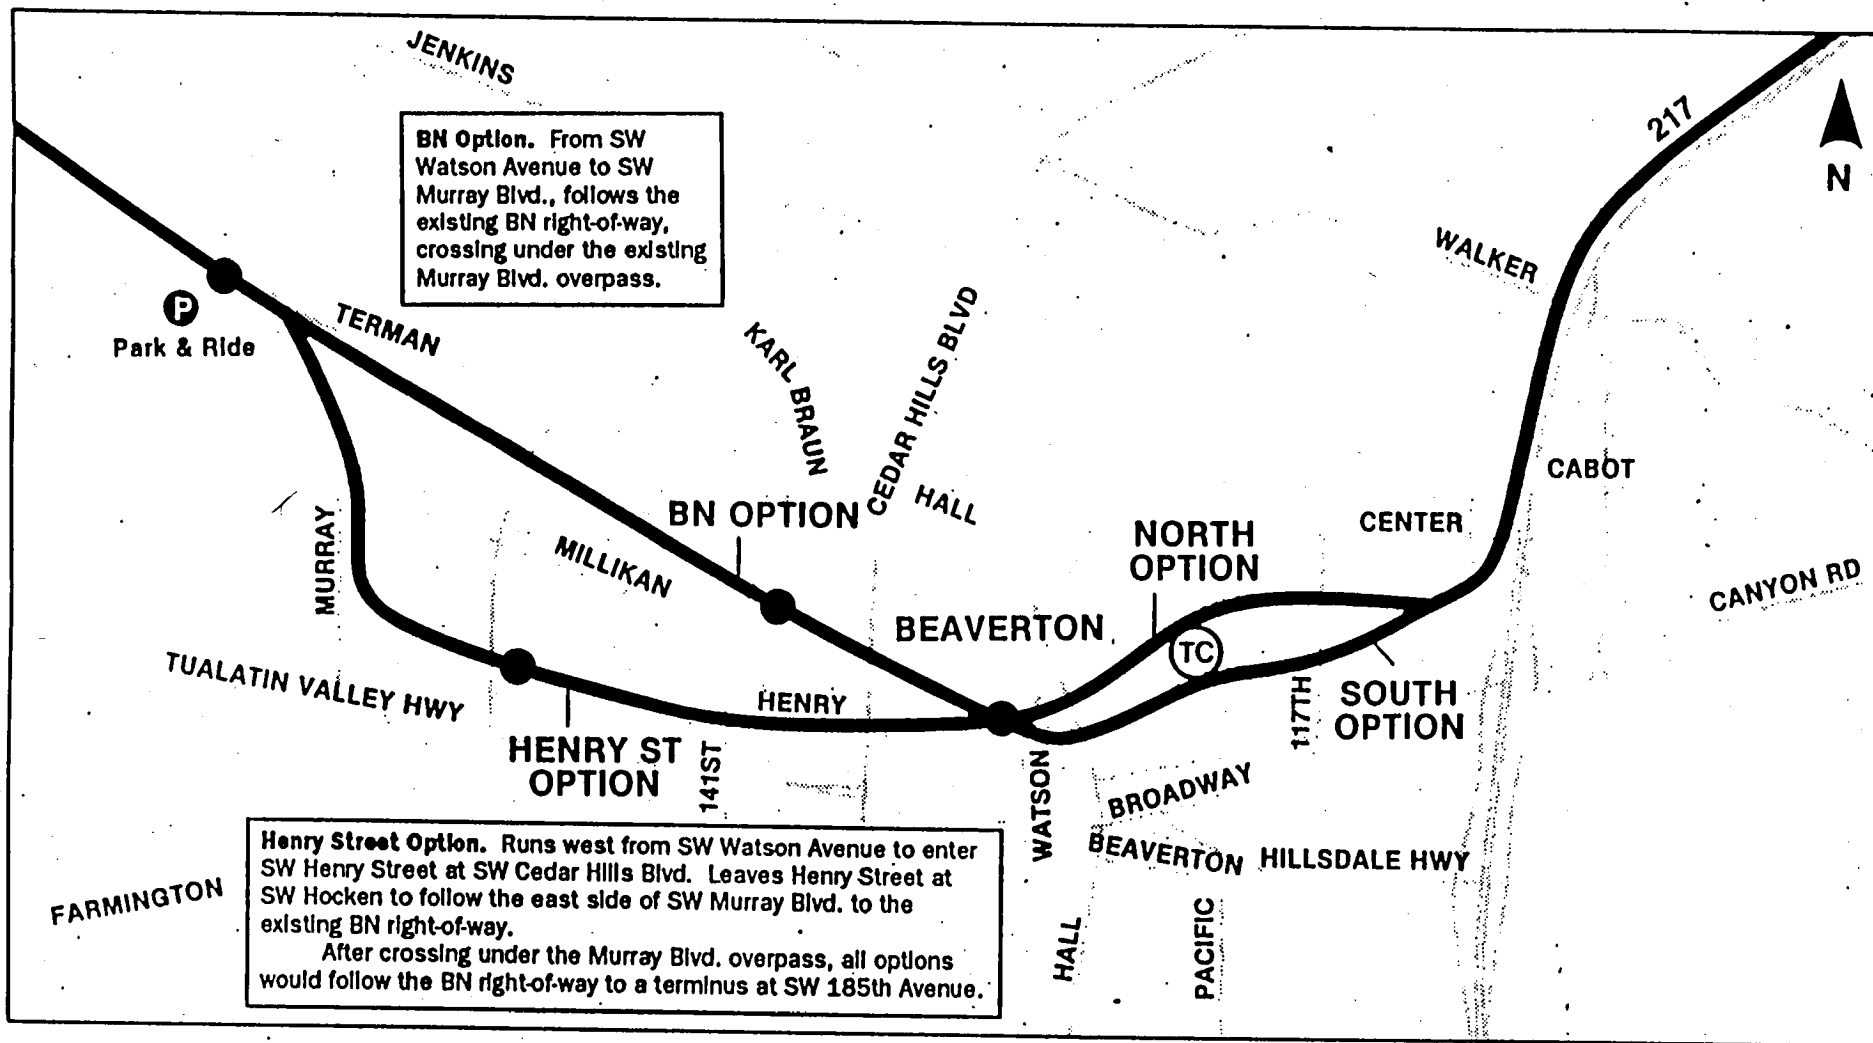 JENKINS
217
N
BN Option. From SW
Watson Avenue to SW
Murray Blvd., follows the
existing BN right-of-way,
crossing under the existing
Murray Blvd. overpass.
WALKER
P
Park & Ride
TERMAN
KARL BRAUN
CEDAR HILLS BLVD
HALL
CABOT
CENTER
BN OPTION
MURRAY
MILLIKAN
NORTH
OPTION
CANYON RD
BEAVERTON
TC
TUALATIN VALLEY HWY
HENRY
SOUTH
OPTION
117TH
HENRY ST
OPTION
141ST
WATSON
BROADWAY
BEAVERTON HILLSDALE HWY
Henry Street Option. Runs west from SW Watson Avenue to enter
SW Henry Street at SW Cedar Hills Blvd. Leaves Henry Street at
SW Hocken to follow the east side of SW Murray Blvd. to the
existing BN right-of-way.
After crossing under the Murray Blvd. overpass, all options
would follow the BN right-of-way to a terminus at SW 185th Avenue.
FARMINGTON
HALL
PACIFIC